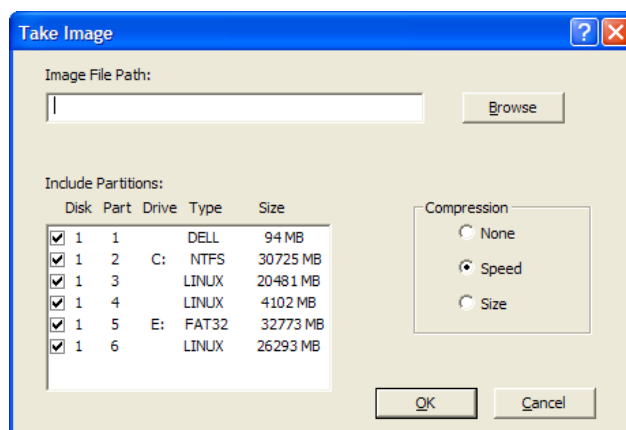 Take Image
Image File Path:
Browse
Include Partitions:
Disk Part Drive Type Size
1 1 DELL 94 MB
1 2 C: NTFS 30725 MB
1 3 LINUX 20481 MB
1 4 LINUX 4102 MB
1 5 E: FAT32 32773 MB
1 6 LINUX 26293 MB
Compression
None
Speed
Size
OK Cancel